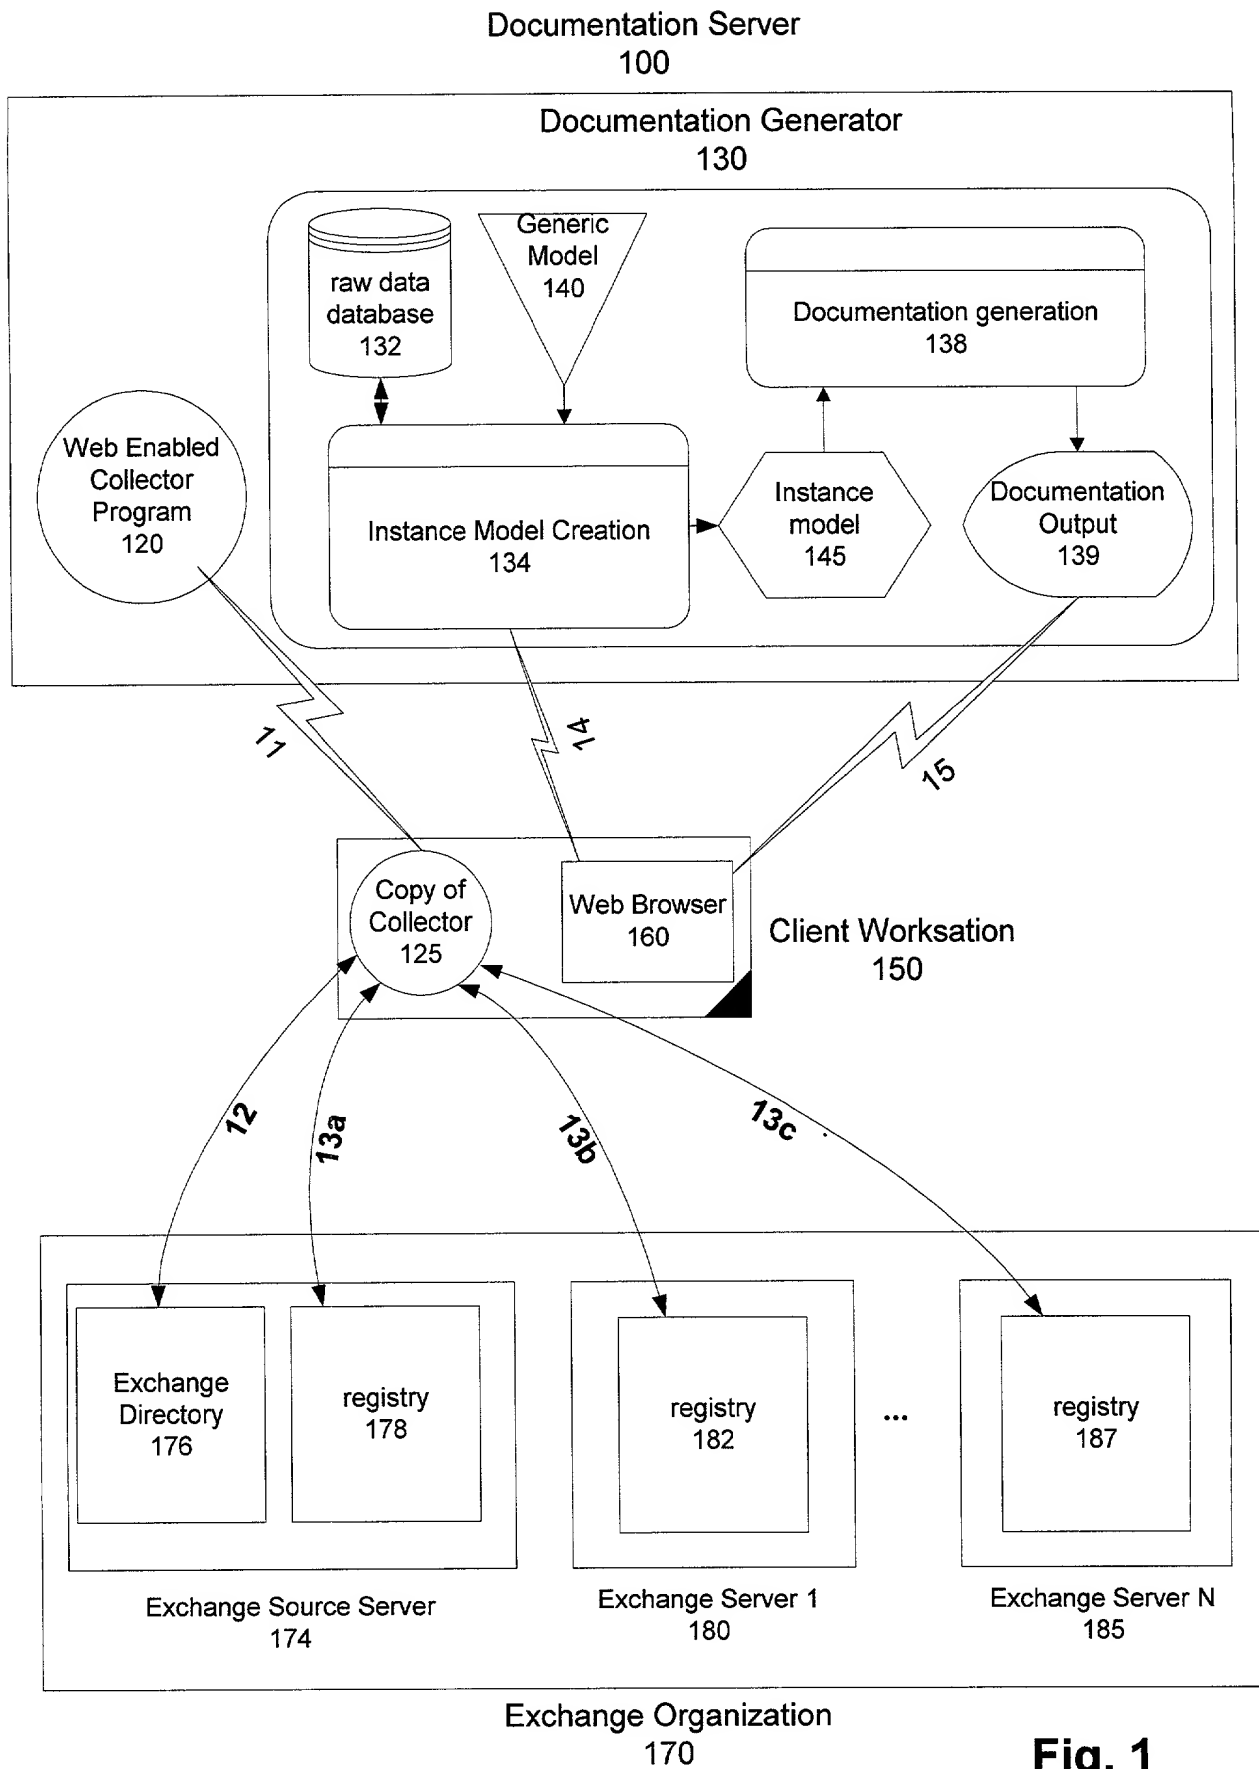 Documentation Server
100
Documentation Generator
130
raw data
database
132
Generic
Model
140
Documentation generation
138
Web Enabled
Collector
Program
120
Instance Model Creation
134
Instance
model
145
Documentation
Output
139
11
14
15
Copy of
Collector
125
Web Browser
160
Client Worksation
150
12
13a
13b
13c
Exchange
Directory
176
registry
178
registry
182
...
registry
187
Exchange Source Server
174
Exchange Server 1
180
Exchange Server N
185
Exchange Organization
170
Fig. 1